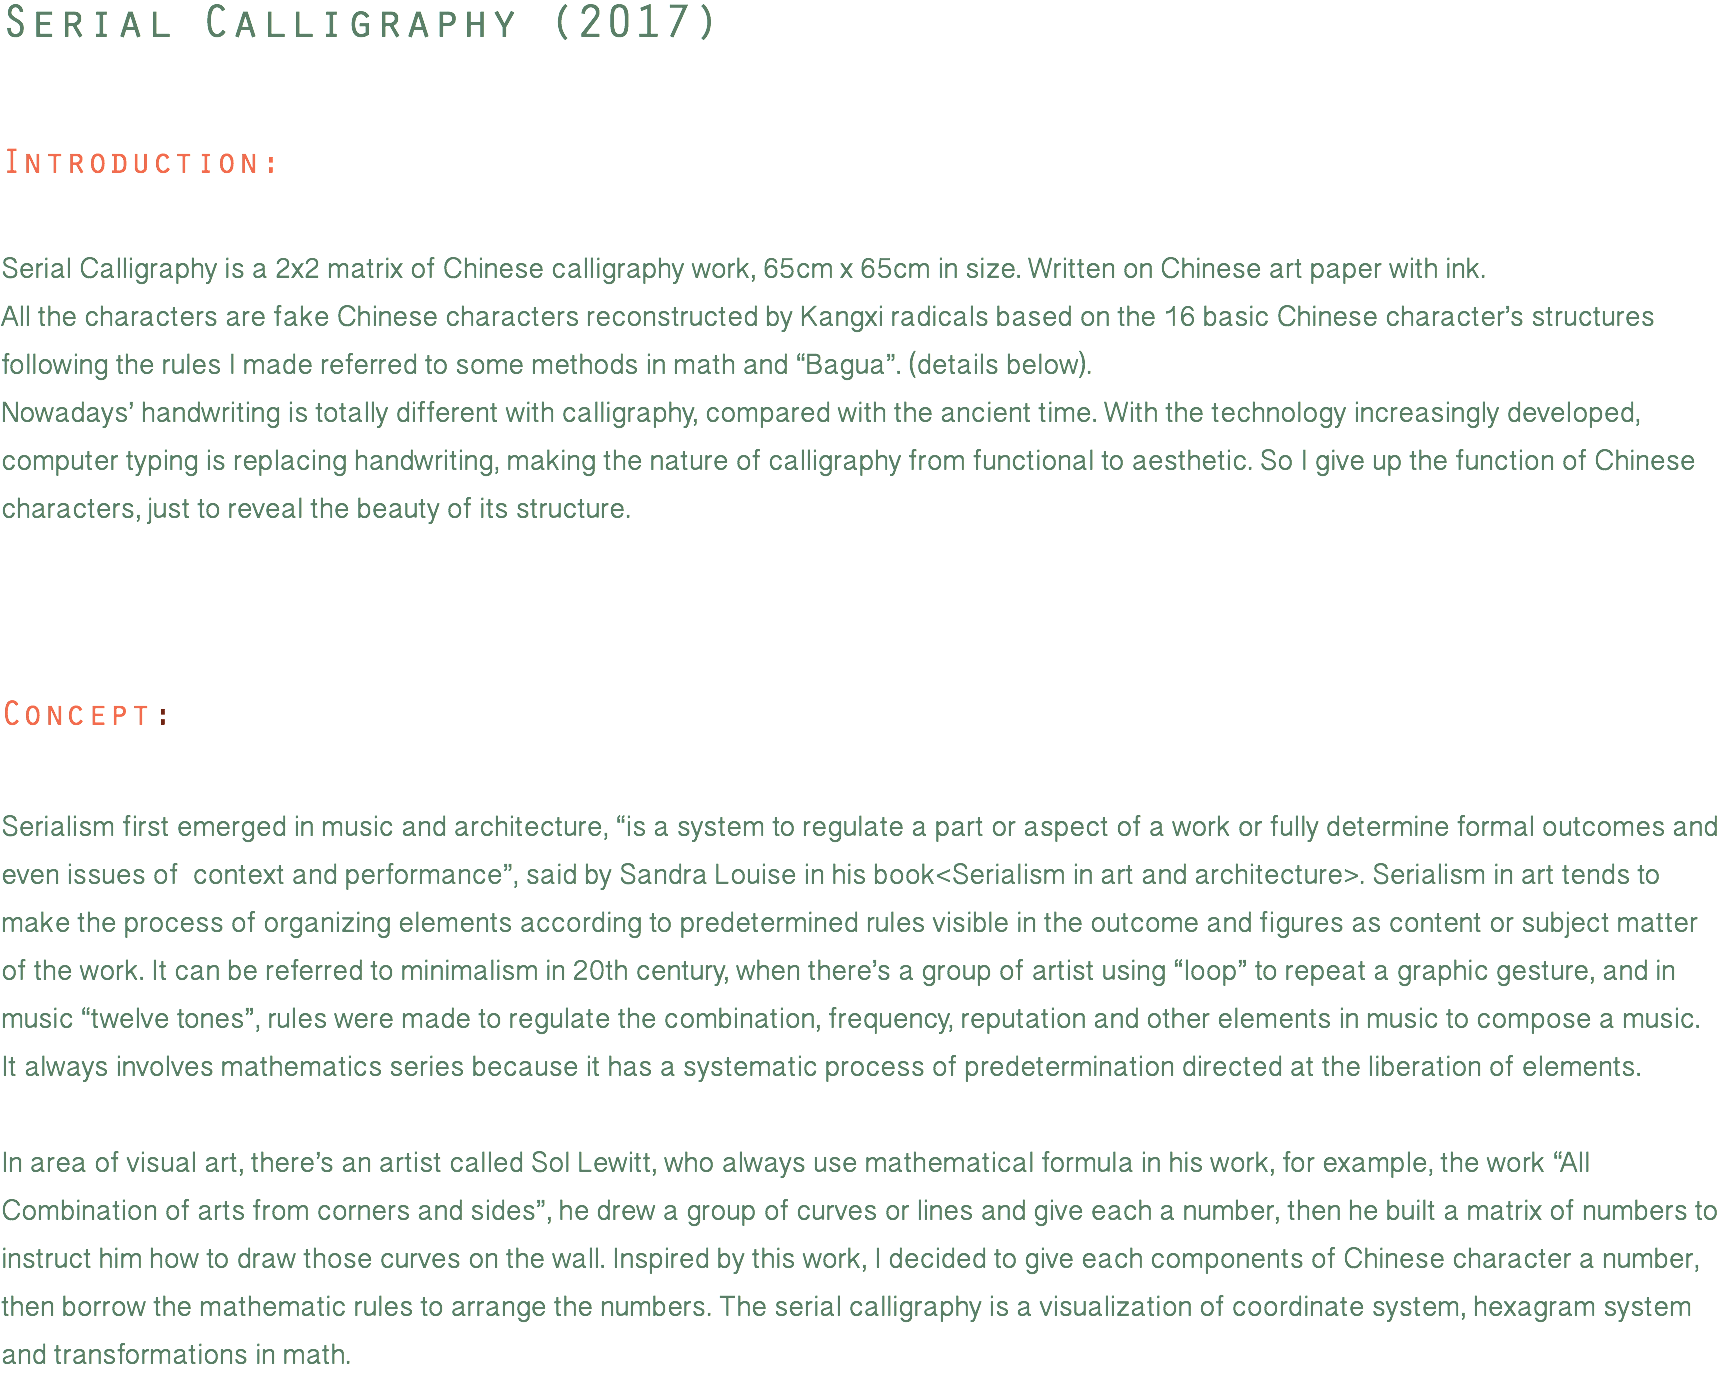 Serial Calligraphy (2017)
Introduction:
Serial Calligraphy is a 2x2 matrix of Chinese calligraphy work, 65cm x 65cm in size. Written on Chinese art paper with ink.
All the characters are fake Chinese characters reconstructed by Kangxi radicals based on the 16 basic Chinese character’s structures
following the rules I made referred to some methods in math and “Bagua”. (details below).
Nowadays’ handwriting is totally different with calligraphy, compared with the ancient time. With the technology increasingly developed,
computer typing is replacing handwriting, making the nature of calligraphy from functional to aesthetic. So I give up the function of Chinese
characters, just to reveal the beauty of its structure.
Concept:
Serialism first emerged in music and architecture, “is a system to regulate a part or aspect of a work or fully determine formal outcomes and
even issues of  context and performance”, said by Sandra Louise in his book<Serialism in art and architecture>. Serialism in art tends to
make the process of organizing elements according to predetermined rules visible in the outcome and figures as content or subject matter
of the work. It can be referred to minimalism in 20th century, when there’s a group of artist using “loop” to repeat a graphic gesture, and in
music “twelve tones”, rules were made to regulate the combination, frequency, reputation and other elements in music to compose a music.
It always involves mathematics series because it has a systematic process of predetermination directed at the liberation of elements.
In area of visual art, there’s an artist called Sol Lewitt, who always use mathematical formula in his work, for example, the work “All
Combination of arts from corners and sides”, he drew a group of curves or lines and give each a number, then he built a matrix of numbers to
instruct him how to draw those curves on the wall. Inspired by this work, I decided to give each components of Chinese character a number,
then borrow the mathematic rules to arrange the numbers. The serial calligraphy is a visualization of coordinate system, hexagram system
and transformations in math.